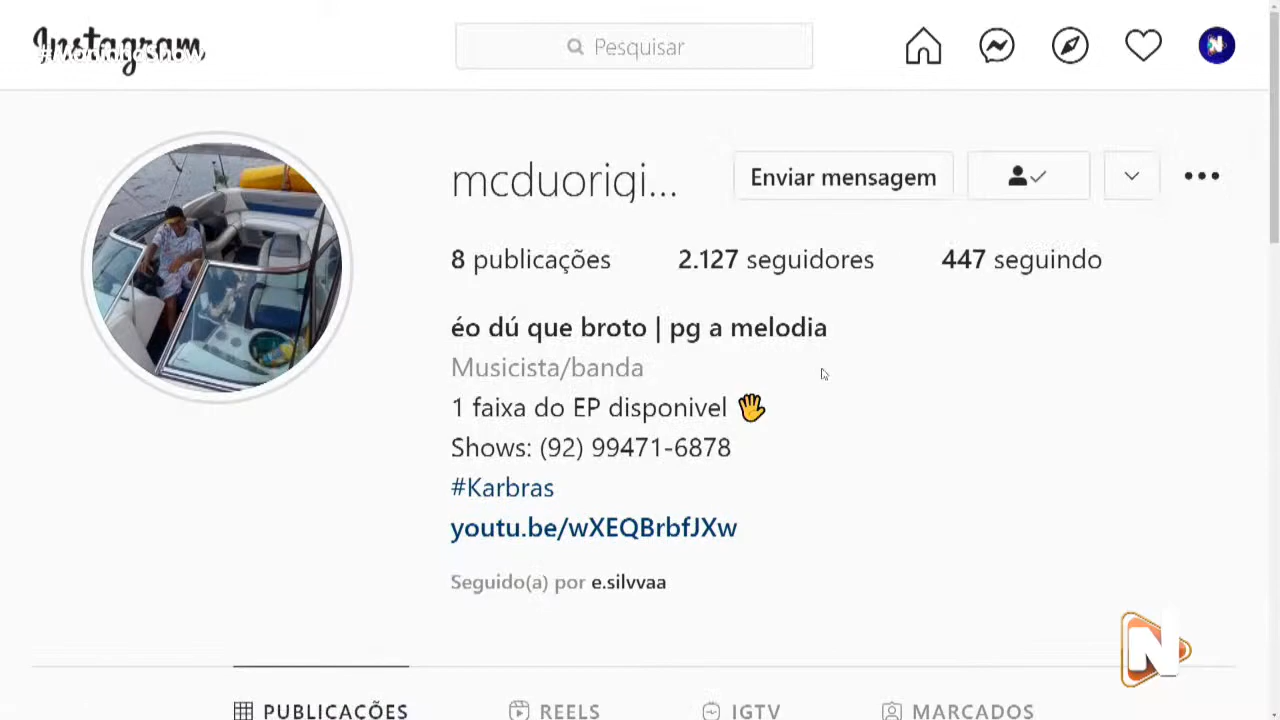 Instagram
Pesquisar
mcduorigi...
Enviar mensagem
8 publicações 2.127 seguidores 447 seguindo
éo dú que broto | pg a melodia
Musicista/banda
1 faixa do EP disponivel 🖐
Shows: (92) 99471-6878
#Karbras
youtu.be/wXEQBrbfJXw
Seguido(a) por e.silvvaa
N
PUBLICAÇÕES REELS IGTV MARCADOS